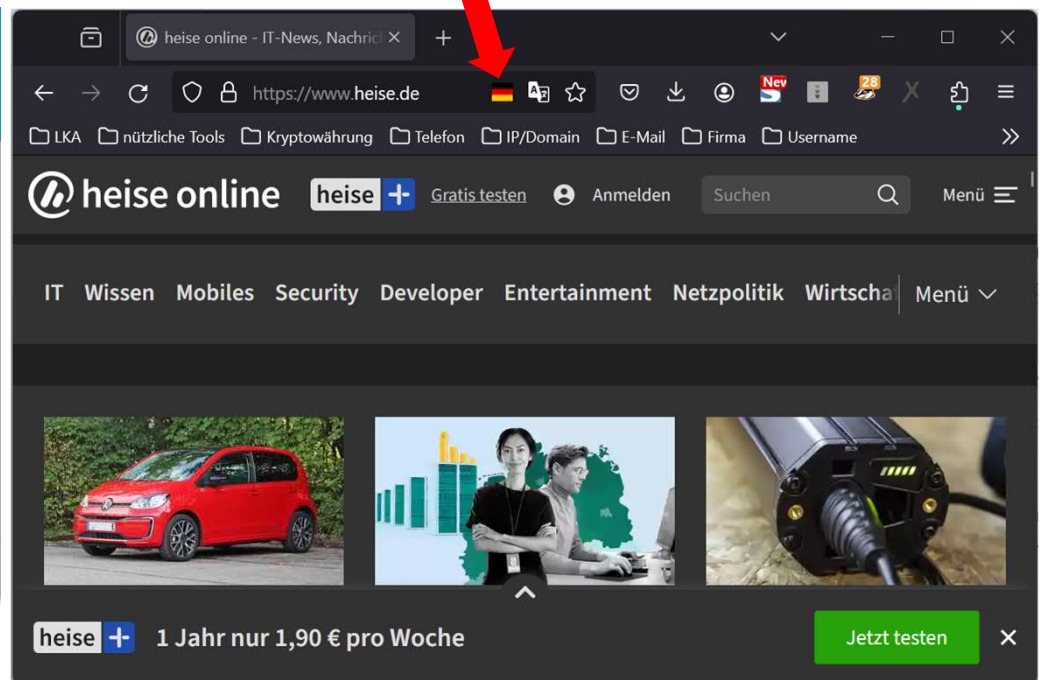 heise online - IT-News, Nachric
https://www.heise.de
New
28
LKA nützliche Tools Kryptowährung Telefon IP/Domain E-Mail Firma Username
heise online heise + Gratis testen Anmelden Suchen Menü
IT Wissen Mobiles Security Developer Entertainment Netzpolitik Wirtscha Menü
heise + 1 Jahr nur 1,90 € pro Woche Jetzt testen